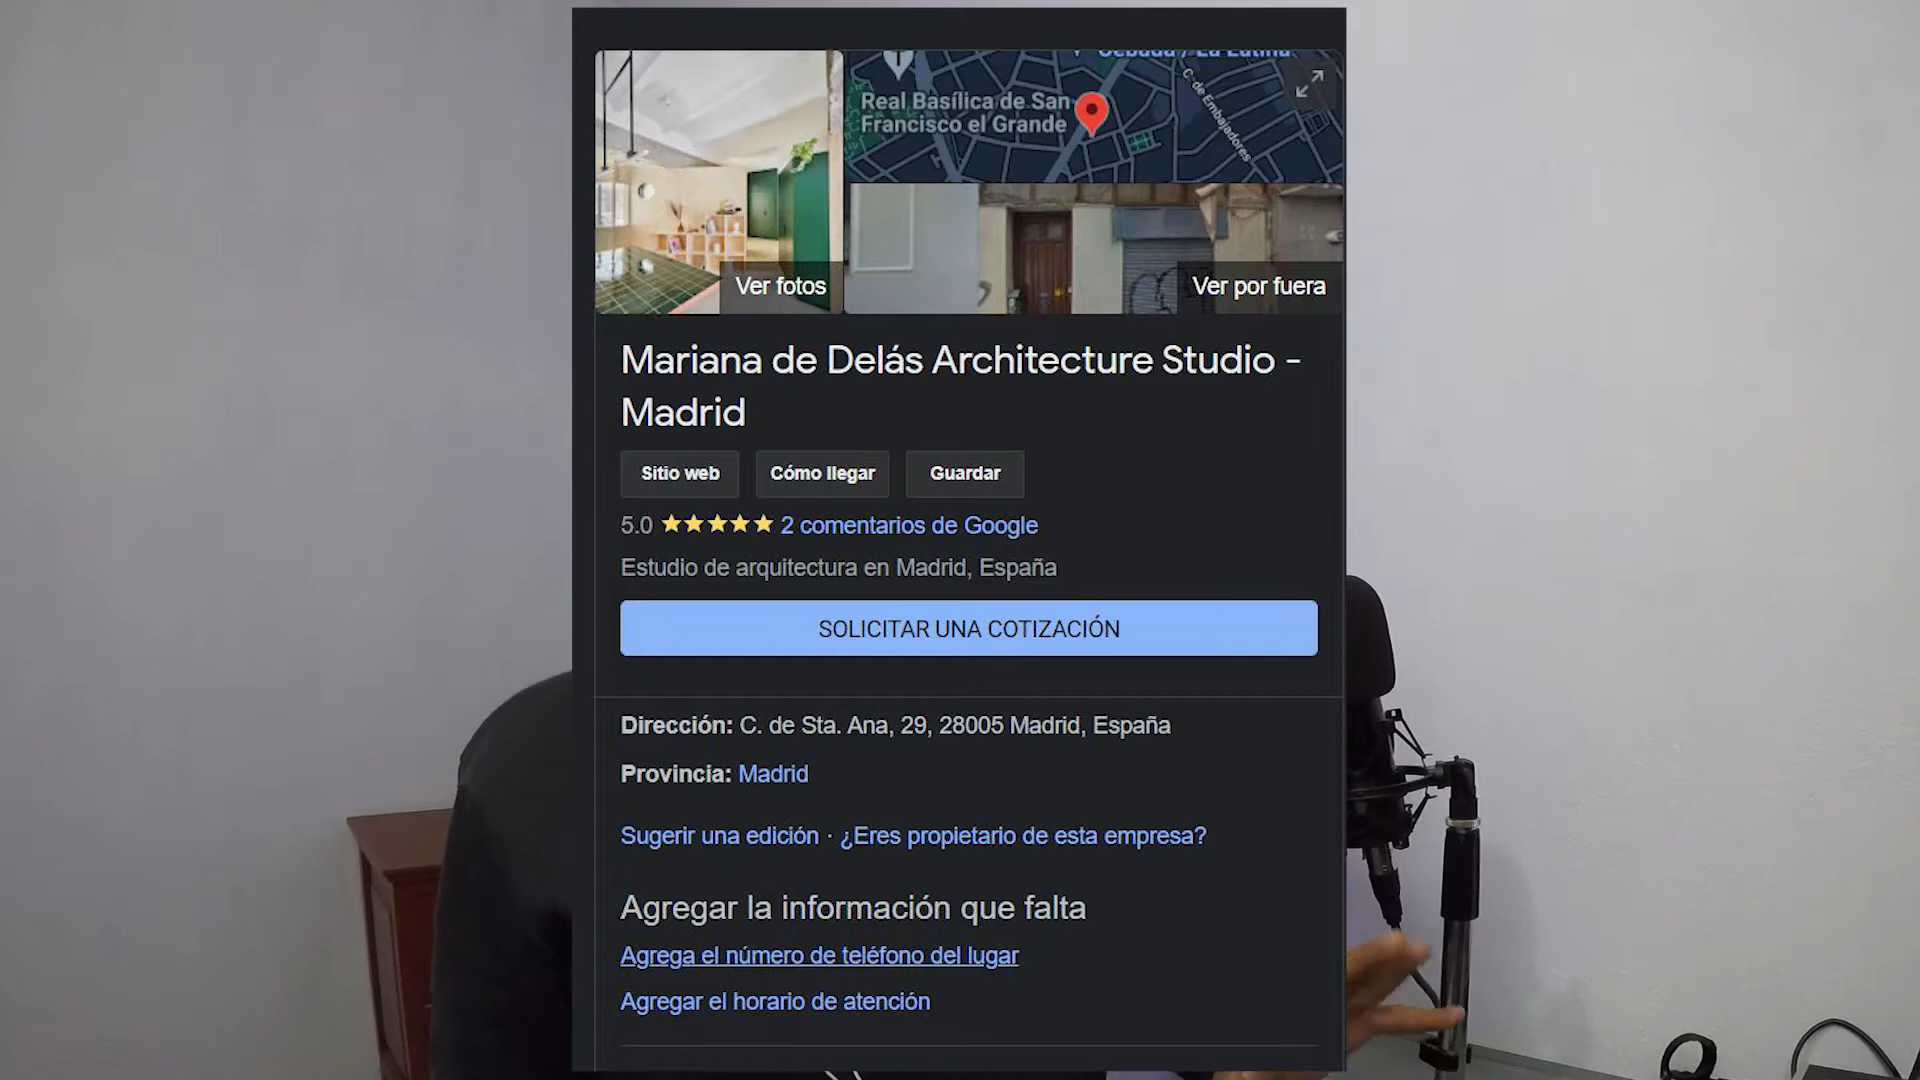 Cebada / La Latina
Real Basílica de San
Francisco el Grande
C. de Embajadores
Ver fotos
Ver por fuera
Mariana de Delás Architecture Studio -
Madrid
Sitio web
Cómo llegar
Guardar
5.0 ★★★★★ 2 comentarios de Google
Estudio de arquitectura en Madrid, España
SOLICITAR UNA COTIZACIÓN
Dirección: C. de Sta. Ana, 29, 28005 Madrid, España
Provincia: Madrid
Sugerir una edición · ¿Eres propietario de esta empresa?
Agregar la información que falta
Agrega el número de teléfono del lugar
Agregar el horario de atención